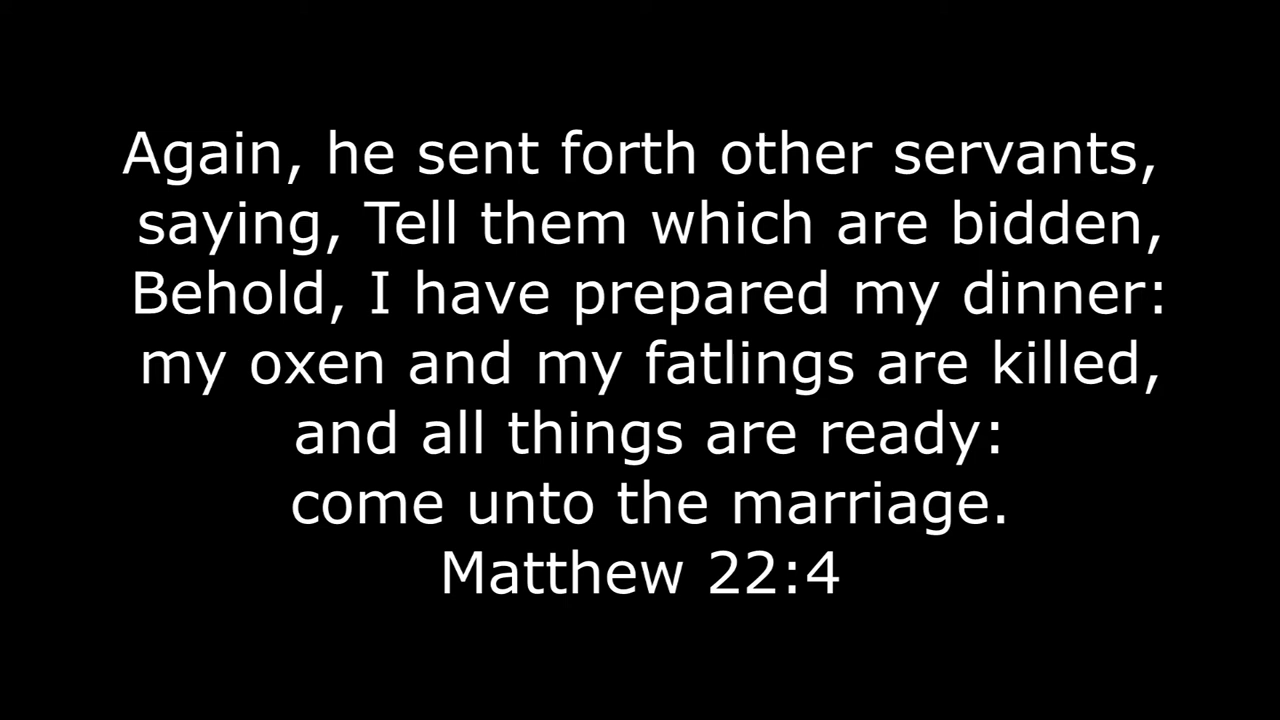 Again, he sent forth other servants,
saying, Tell them which are bidden,
Behold, I have prepared my dinner:
my oxen and my fatlings are killed,
and all things are ready:
come unto the marriage.
Matthew 22:4